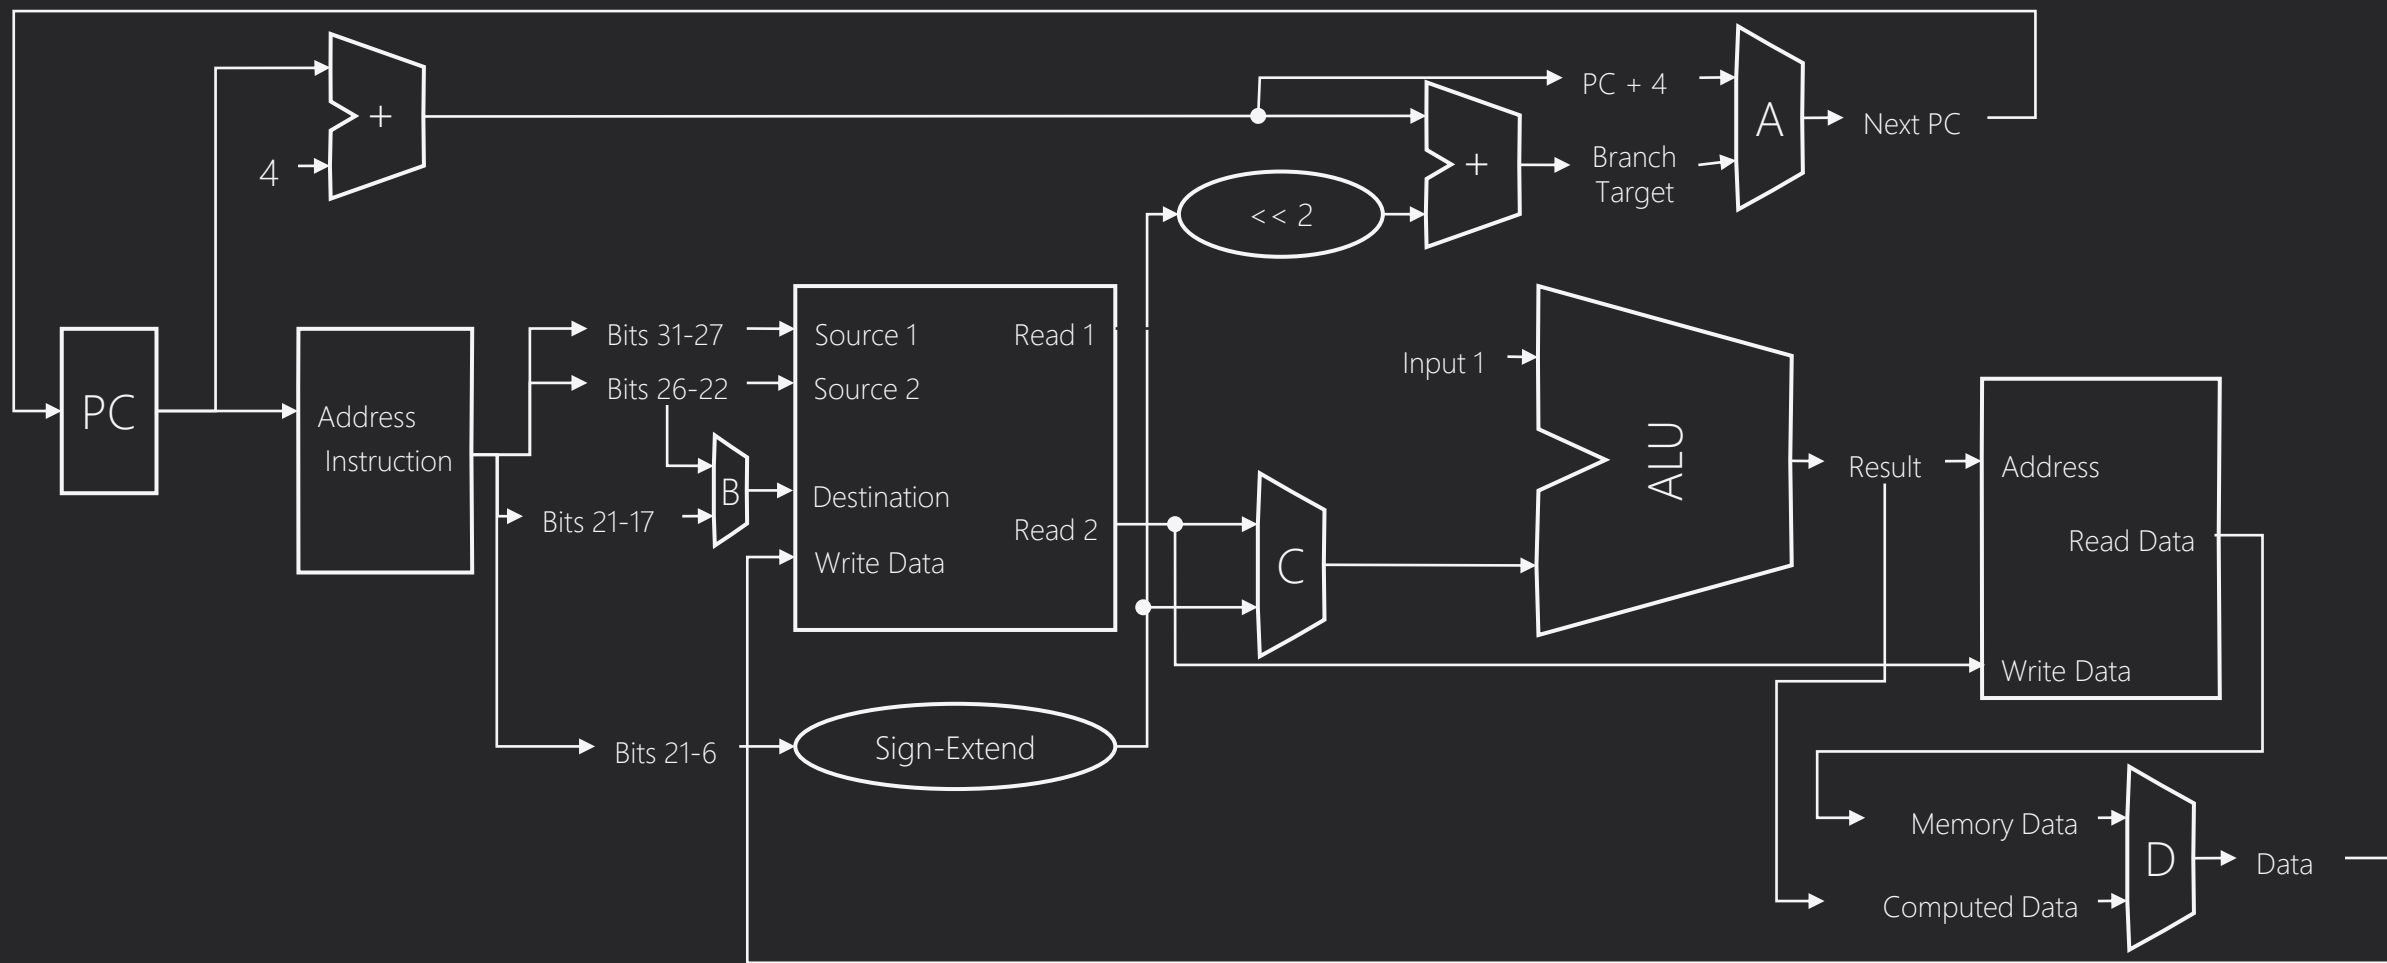 PC + 4
A
Next PC
+
4
+
Branch
Target
<< 2
PC
Address
Instruction
Bits 31-27
Bits 26-22
B
Bits 21-17
Source 1
Read 1
Source 2
Destination
Read 2
Write Data
C
Input 1
ALU
Result
Address
Read Data
Write Data
Bits 21-6
Sign-Extend
Memory Data
D
Data
Computed Data